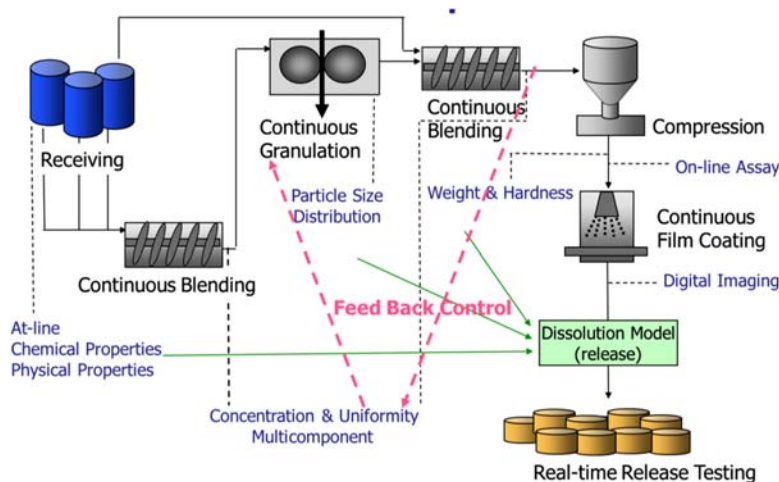 Receiving
Continuous
Granulation
Continuous
Blending
Compression
On-line Assay
Particle Size
Distribution
Weight & Hardness
Continuous
Film Coating
Continuous Blending
Digital Imaging
Feed Back Control
At-line
Chemical Properties
Physical Properties
Dissolution Model
(release)
Concentration & Uniformity
Multicomponent
Real-time Release Testing